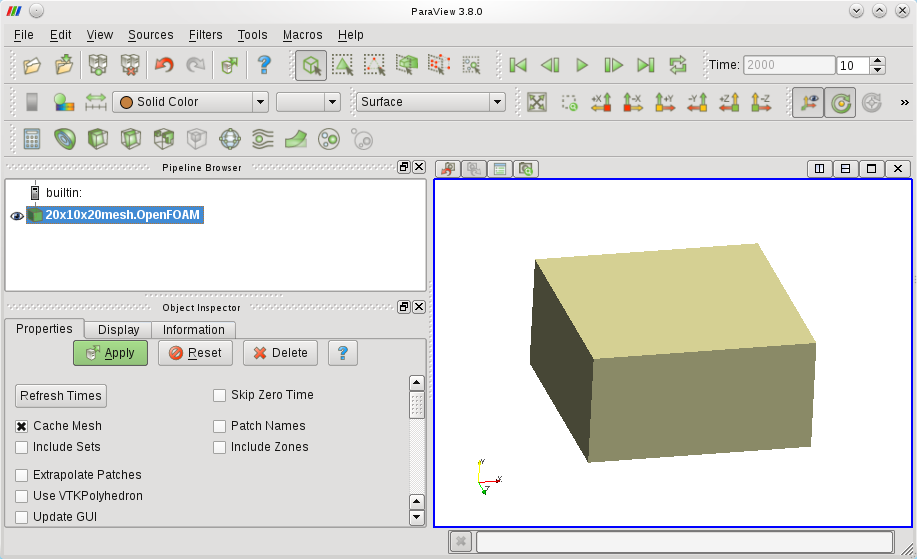 ParaView 3.8.0
File Edit View Sources Filters Tools Macros Help
? Time: 2000 10
Solid Color Surface +X -X +Y -Y +Z -Z »
Pipeline Browser
builtin:
20x10x20mesh.OpenFOAM
Object Inspector
Properties Display Information
Apply Reset Delete ?
Refresh Times Skip Zero Time
Cache Mesh Patch Names
Include Sets Include Zones
Extrapolate Patches
Use VTKPolyhedron
Update GUI
Y
X
Z